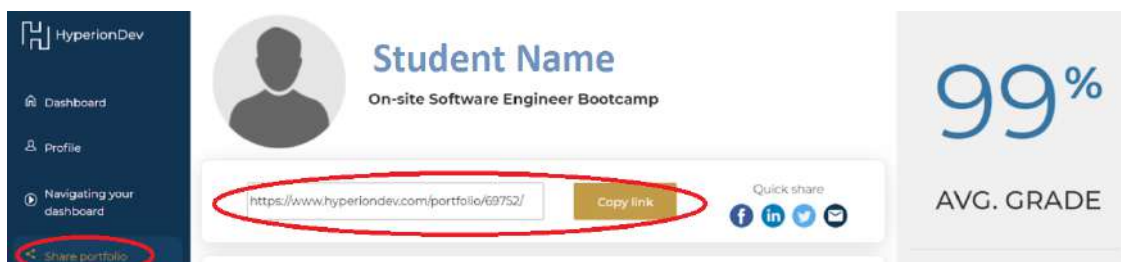 HyperionDev
Dashboard
Profile
Navigating your
dashboard
Share portfolio
Student Name
On-site Software Engineer Bootcamp
https://www.hyperiondev.com/portfolio/69752/
Copy link
Quick share
99%
AVG. GRADE